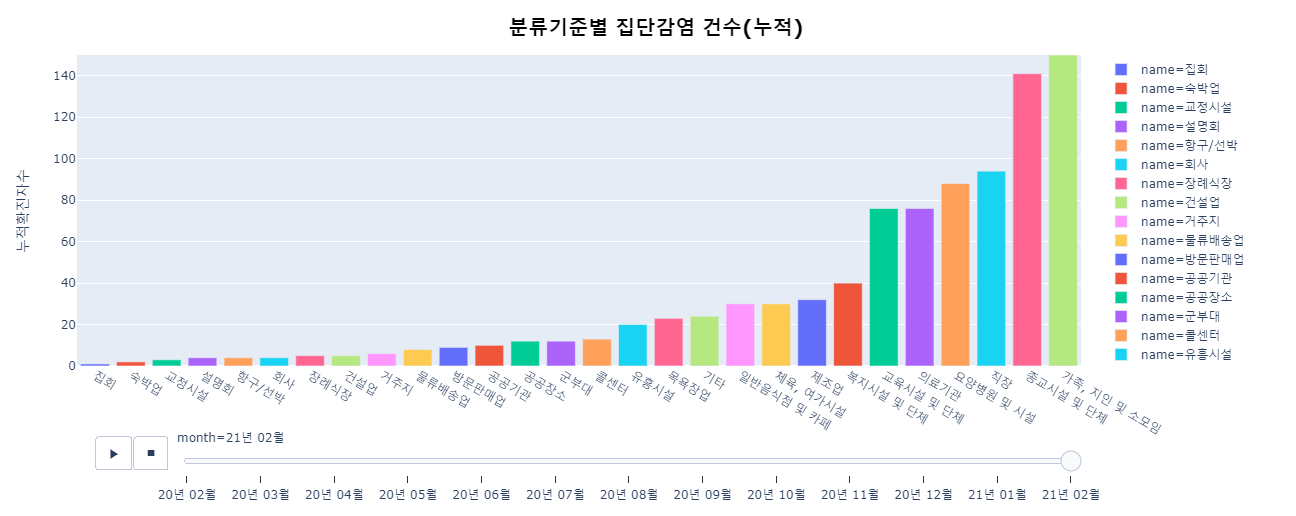 분류기준별 집단감염 건수(누적)
누적확진자수
140
120
100
80
60
40
20
0
집회
숙박업
교정시설
설명회
항구/선박
회사
장례식장
건설업
거주지
물류배송업
방문판매업
공공기관
공공장소
군부대
콜센터
유흥시설
목욕장업
기타
일반음식점 및 카페
체육, 여가시설
제조업
복지시설 및 단체
교육시설 및 단체
의료기관
요양병원 및 시설
직장
종교시설 및 단체
가족, 지인 및 소모임
name=집회
name=숙박업
name=교정시설
name=설명회
name=항구/선박
name=회사
name=장례식장
name=건설업
name=거주지
name=물류배송업
name=방문판매업
name=공공기관
name=공공장소
name=군부대
name=콜센터
name=유흥시설
month=21년 02월
20년 02월
20년 03월
20년 04월
20년 05월
20년 06월
20년 07월
20년 08월
20년 09월
20년 10월
20년 11월
20년 12월
21년 01월
21년 02월